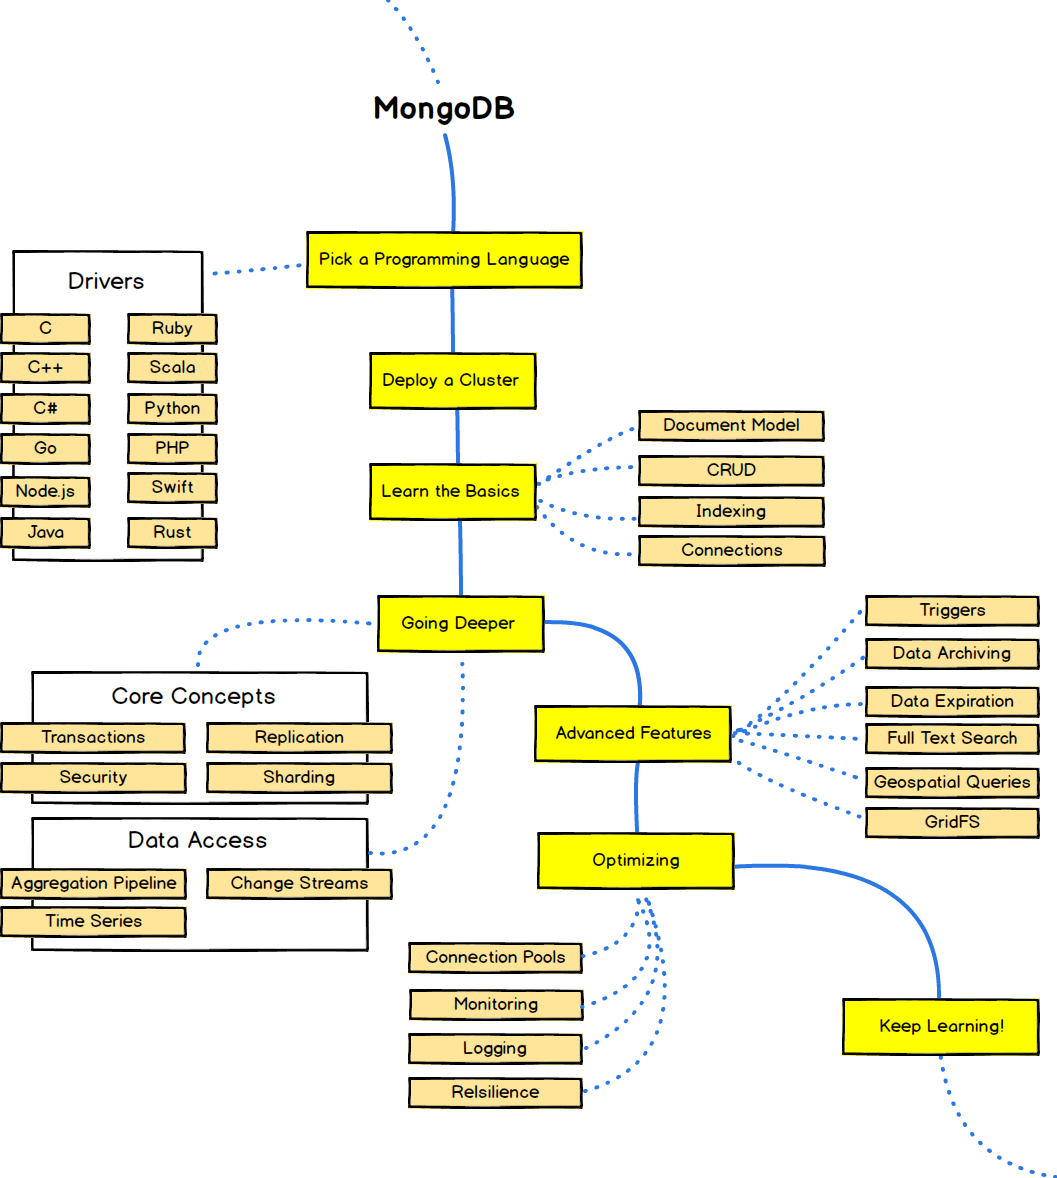 MongoDB
Pick a Programming Language
Drivers
C
Ruby
C++
Scala
C#
Python
Go
PHP
Node.js
Swift
Java
Rust
Deploy a Cluster
Learn the Basics
Document Model
CRUD
Indexing
Connections
Going Deeper
Core Concepts
Transactions
Replication
Security
Sharding
Data Access
Aggregation Pipeline
Change Streams
Time Series
Advanced Features
Triggers
Data Archiving
Data Expiration
Full Text Search
Geospatial Queries
GridFS
Optimizing
Connection Pools
Monitoring
Logging
Relsilience
Keep Learning!